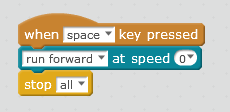 when space key pressed
run forward at speed 0
stop all